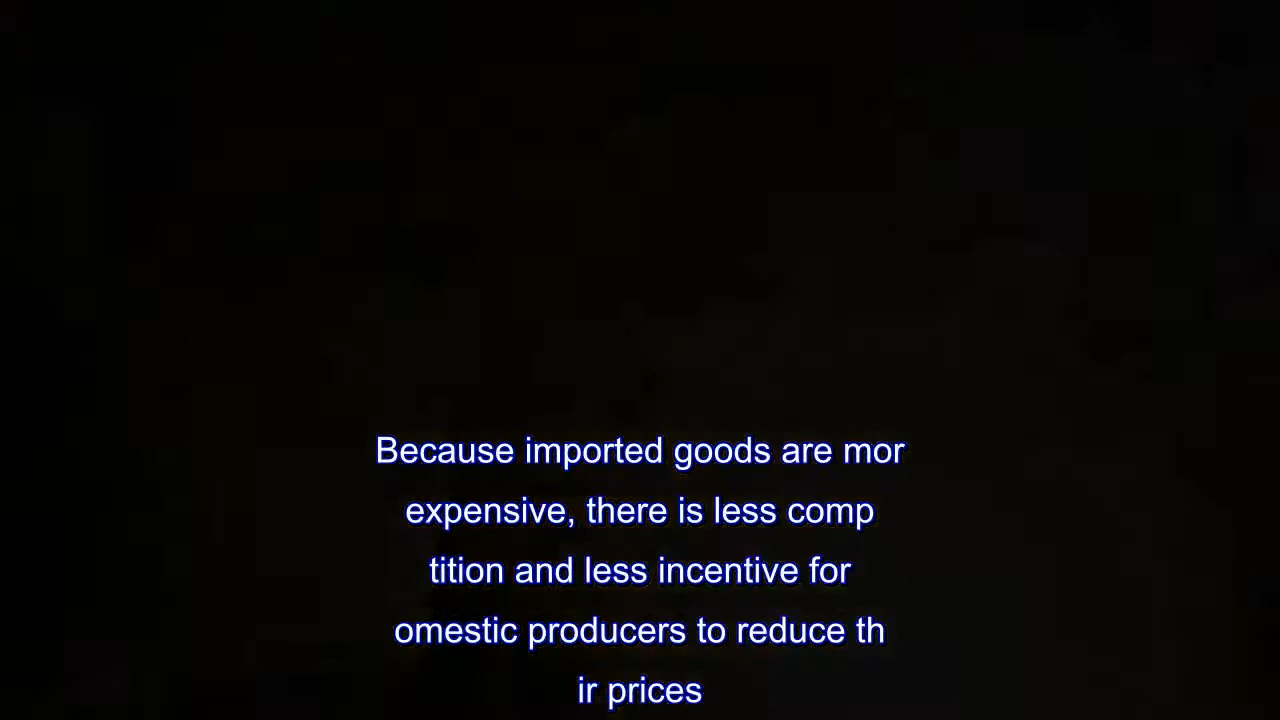 Because imported goods are mor
expensive, there is less comp
tition and less incentive for
omestic producers to reduce th
ir prices